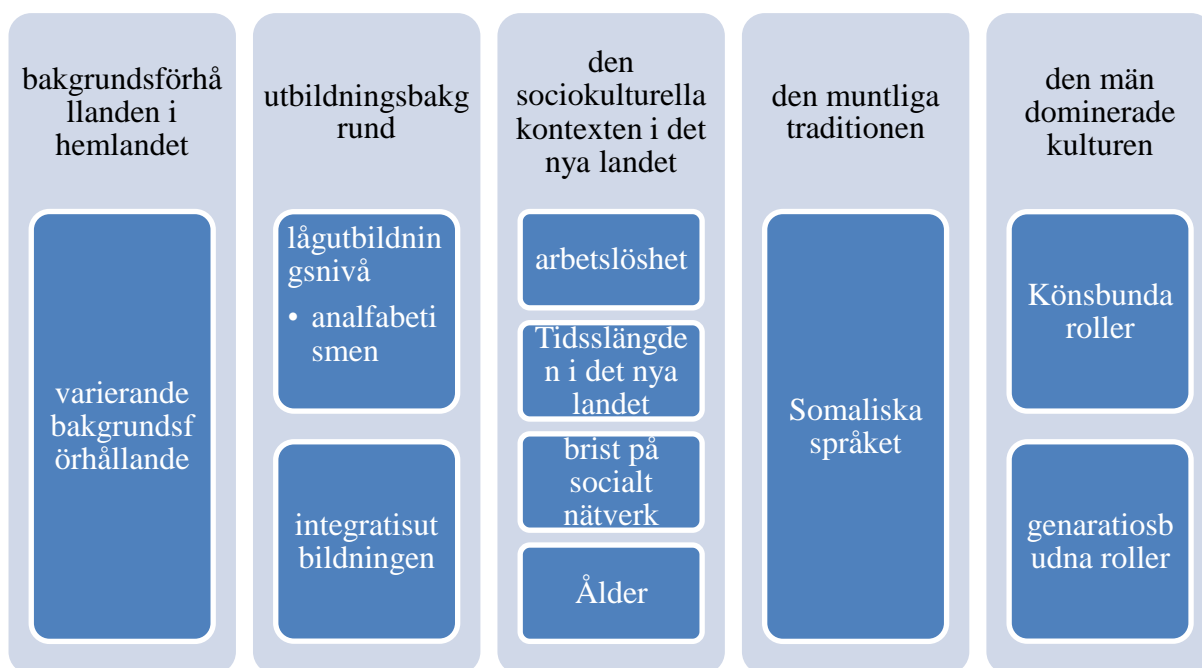 bakgrundsförhå
llanden i
hemlandet
varierande
bakgrundsf
örhållande
utbildningsbakg
rund
lågutbildnin
gsnivå
• analfabeti
smen
integratisut
bildningen
den
sociokulturella
kontexten i det
nya landet
arbetslöshet
Tidsslängde
n i det nya
landet
brist på
socialt
nätverk
Ålder
den muntliga
traditionen
Somaliska
språket
den män
dominerade
kulturen
Könsbunda
roller
genaratiosb
udna roller